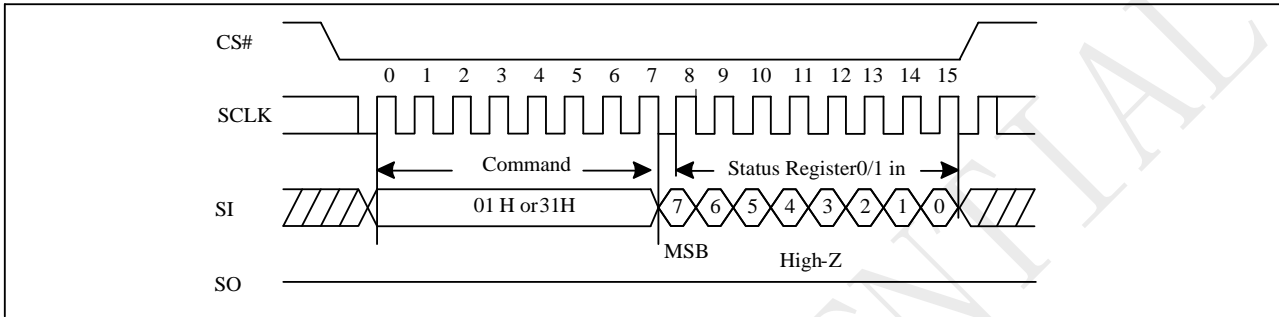 CS#
0 1 2 3 4 5 6 7 8 9 10 11 12 13 14 15
SCLK
Command Status Register0/1 in
SI 01 H or31H 7 6 5 4 3 2 1 0
MSB High-Z
SO